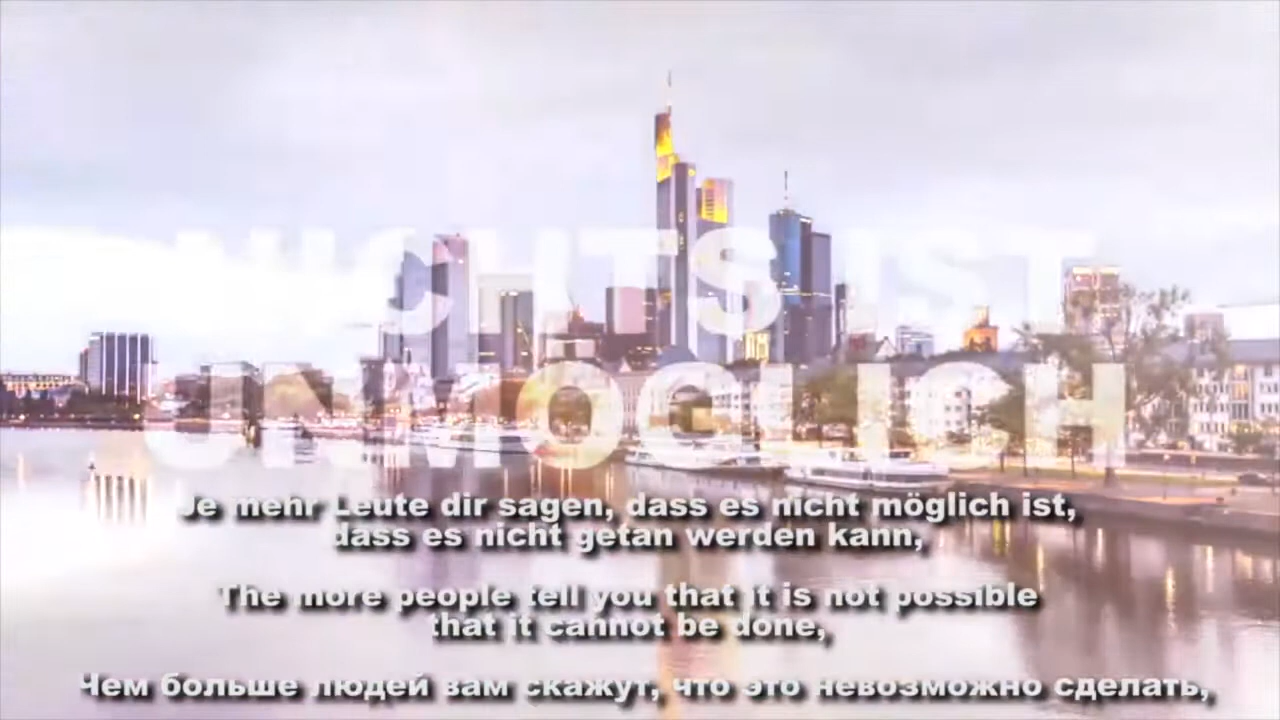 NICHTS IST
UNMÖGLICH
Je mehr Leute dir sagen, dass es nicht möglich ist,
dass es nicht getan werden kann,
The more people tell you that it is not possible
that it cannot be done,
Чем больше людей вам скажут, что это невозможно сделать,